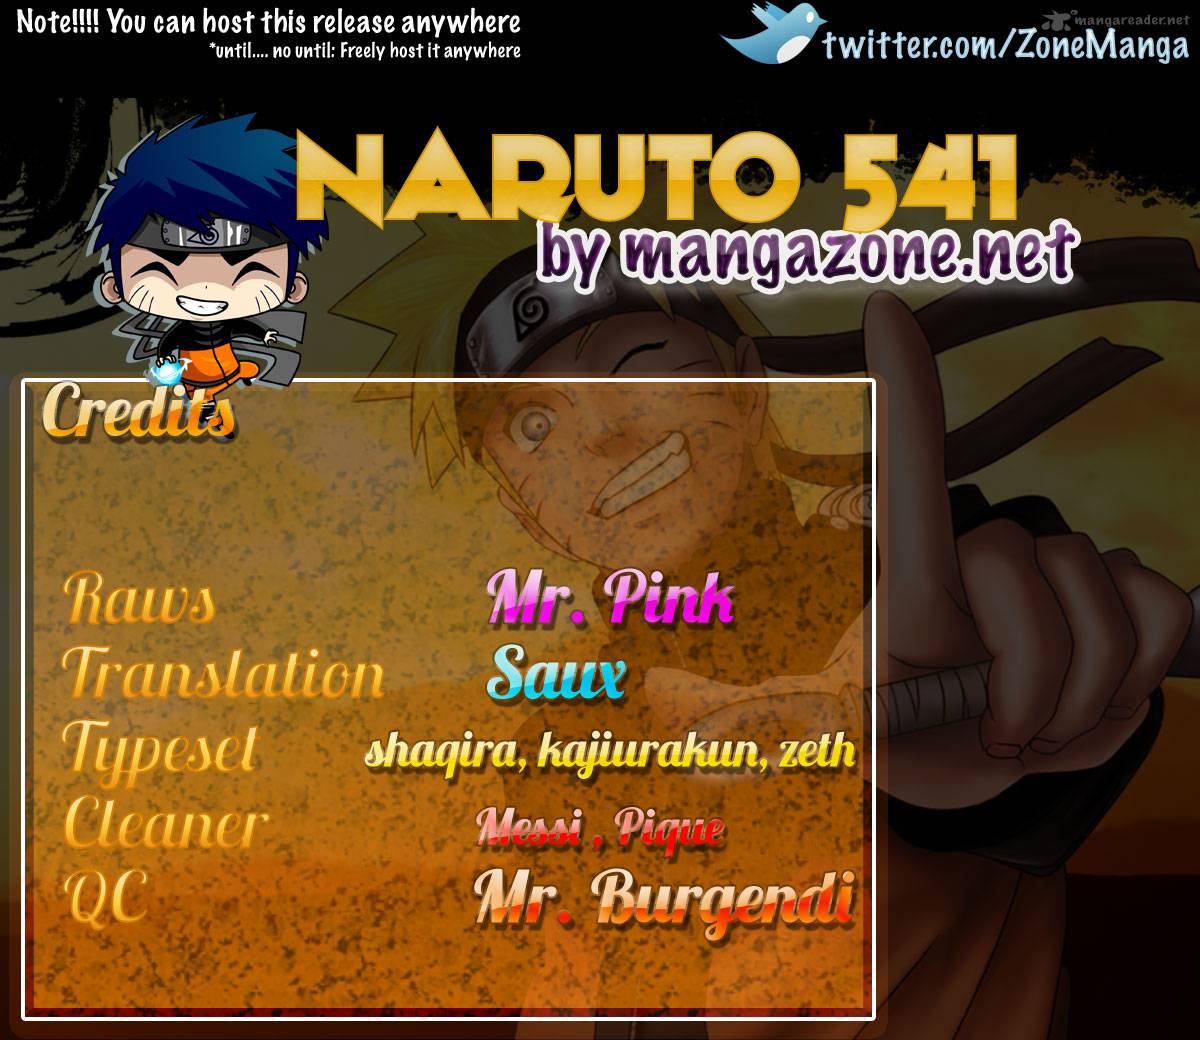 Note!!!! You can host this release anywhere
*until.... no until: Freely host it anywhere
mangareader.net
twitter.com/ZoneManga
NARUTO 541
by mangazone.net
Credits
Raws Mr. Pink
Translation Saux
Typeset shaqira, kajiurakun, zeth
Cleaner Messi , Pique
QC Mr. Burgendi